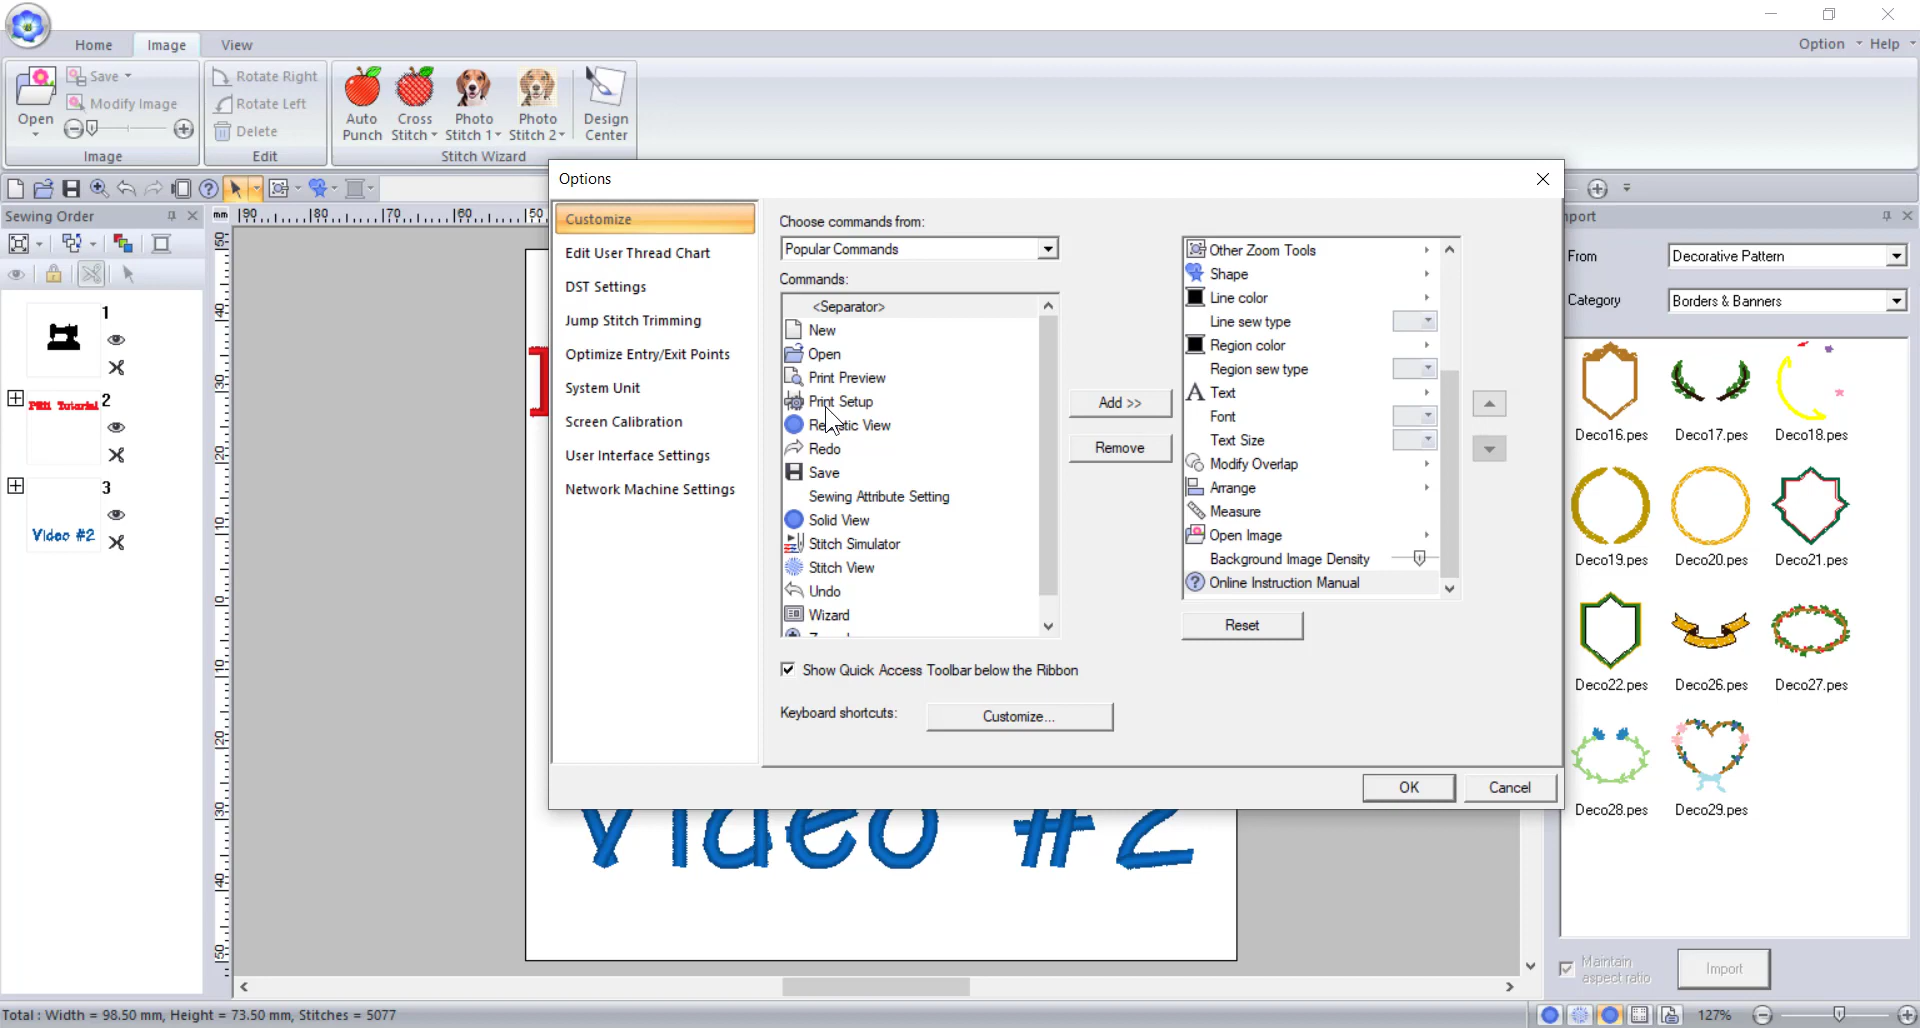 Home Image View
Option Help
Open
Save
Modify Image
Image
Rotate Right
Rotate Left
Delete
Edit
Auto Punch
Cross Stitch
Photo Stitch 1
Photo Stitch 2
Design Center
Stitch Wizard
Sewing Order
mm
1
2
3
Video #2
Options
Customize
Edit User Thread Chart
DST Settings
Jump Stitch Trimming
Optimize Entry/Exit Points
System Unit
Screen Calibration
User Interface Settings
Network Machine Settings
Choose commands from:
Popular Commands
Commands:
<Separator>
New
Open
Print Preview
Print Setup
Realistic View
Redo
Save
Sewing Attribute Setting
Solid View
Stitch Simulator
Stitch View
Undo
Wizard
Add >>
Remove
Other Zoom Tools
Shape
Line color
Line sew type
Region color
Region sew type
Text
Font
Text Size
Modify Overlap
Arrange
Measure
Open Image
Background Image Density
Online Instruction Manual
Reset
Show Quick Access Toolbar below the Ribbon
Keyboard shortcuts:
Customize...
OK
Cancel
Video #2
port
From
Decorative Pattern
Category
Borders & Banners
Deco16.pes Deco17.pes Deco18.pes
Deco19.pes Deco20.pes Deco21.pes
Deco22.pes Deco26.pes Deco27.pes
Deco28.pes Deco29.pes
Maintain
aspect ratio
Import
Total : Width = 98.50 mm, Height = 73.50 mm, Stitches = 5077
127%